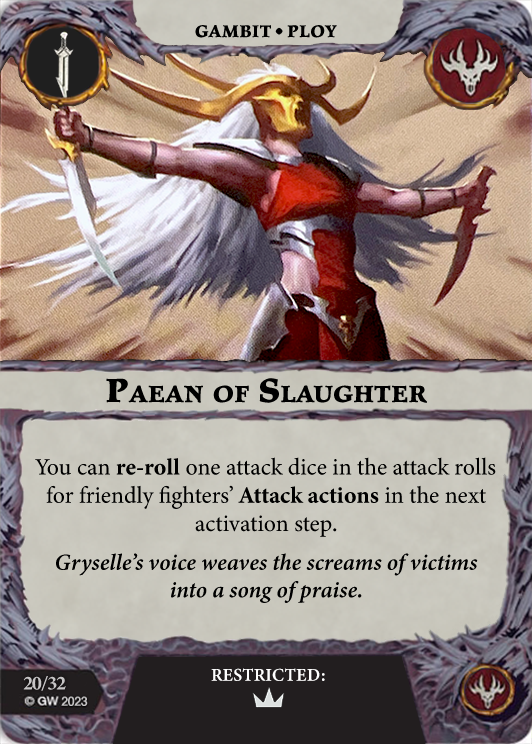 GAMBIT • PLOY
PAEAN OF SLAUGHTER
You can re-roll one attack dice in the attack rolls
for friendly fighters’ Attack actions in the next
activation step.
Gryselle’s voice weaves the screams of victims
into a song of praise.
RESTRICTED:
20/32
© GW 2023